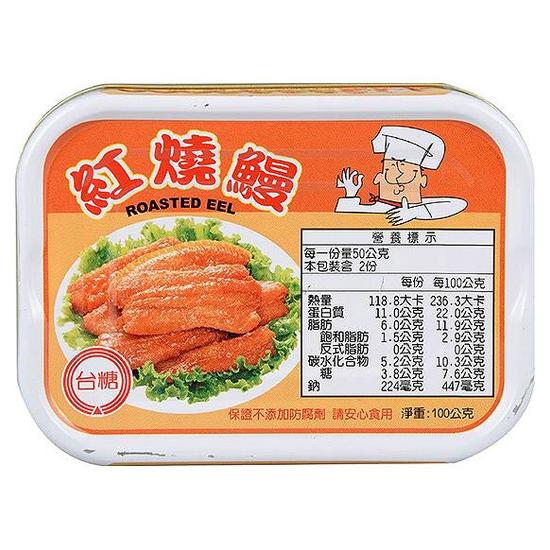 紅燒鰻
ROASTED EEL
營養標示
每一份量50公克
本包裝含 2份
每份 每100公克
熱量 118.8大卡 236.3大卡
蛋白質 11.0公克 22.0公克
脂肪 6.0公克 11.9公克
飽和脂肪 1.5公克 2.9公克
反式脂肪 0公克 0公克
碳水化合物 5.2公克 10.3公克
糖 3.8公克 7.6公克
鈉 224毫克 447毫克
台糖
保證不添加防腐劑 請安心食用 淨重:100公克